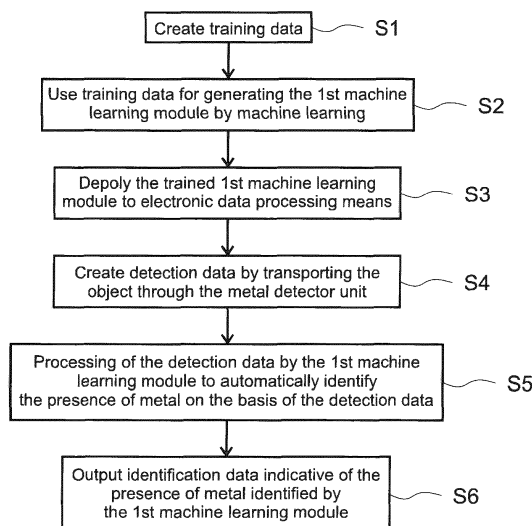 Create training data
S1
Use training data for generating the 1st machine
learning module by machine learning
S2
Depoly the trained 1st machine learning
module to electronic data processing means
S3
Create detection data by transporting the
object through the metal detector unit
S4
Processing of the detection data by the 1st machine
learning module to automatically identify
the presence of metal on the basis of the detection data
S5
Output identification data indicative of the
presence of metal identified by
the 1st machine learning module
S6